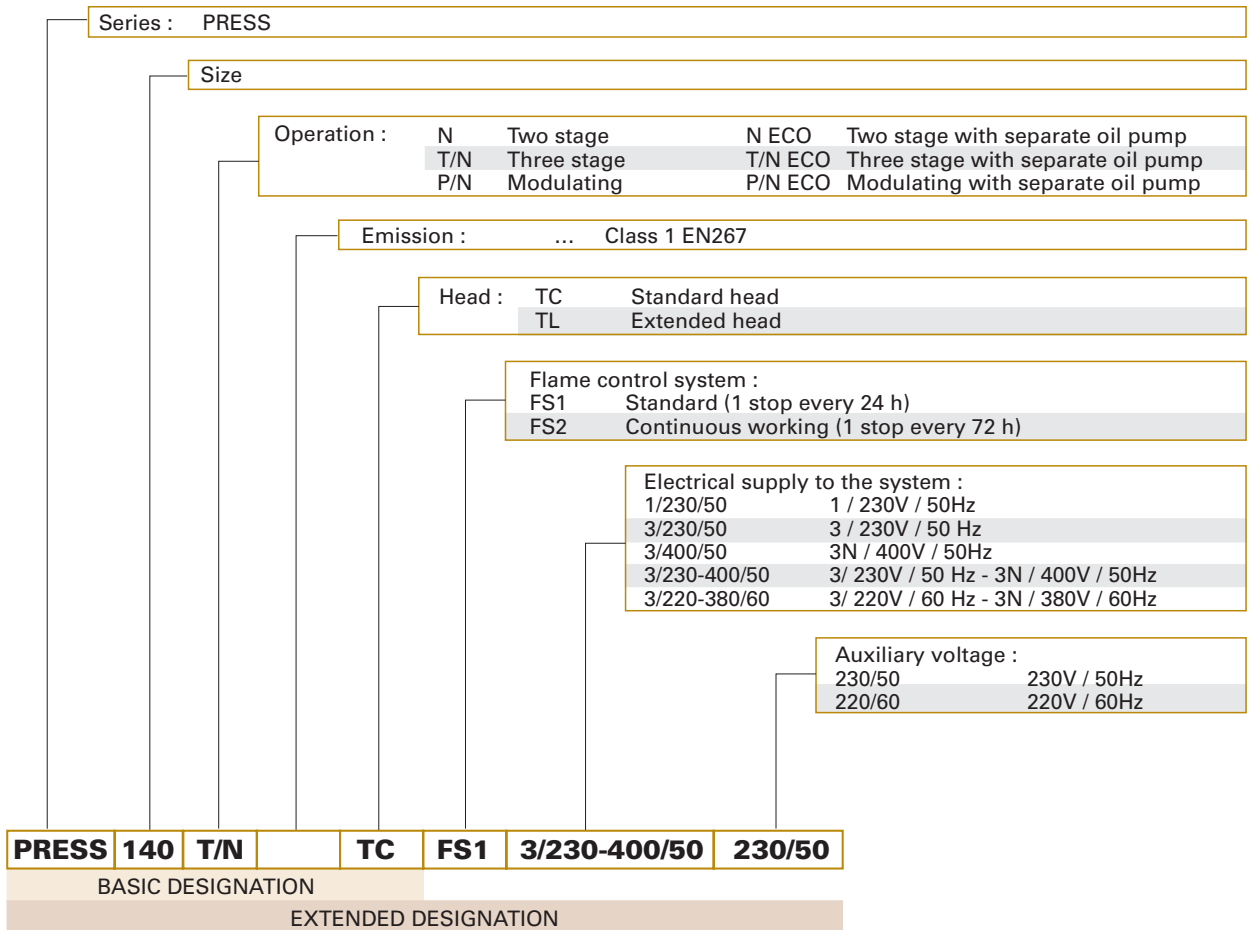 Series : PRESS
Size
Operation : N Two stage N ECO Two stage with separate oil pump
T/N Three stage T/N ECO Three stage with separate oil pump
P/N Modulating P/N ECO Modulating with separate oil pump
Emission : ... Class 1 EN267
Head : TC Standard head
TL Extended head
Flame control system :
FS1 Standard (1 stop every 24 h)
FS2 Continuous working (1 stop every 72 h)
Electrical supply to the system :
1/230/50 1 / 230V / 50Hz
3/230/50 3 / 230V / 50 Hz
3/400/50 3N / 400V / 50Hz
3/230-400/50 3/ 230V / 50 Hz - 3N / 400V / 50Hz
3/220-380/60 3/ 220V / 60 Hz - 3N / 380V / 60Hz
Auxiliary voltage :
230/50 230V / 50Hz
220/60 220V / 60Hz
PRESS 140 T/N TC FS1 3/230-400/50 230/50
BASIC DESIGNATION
EXTENDED DESIGNATION